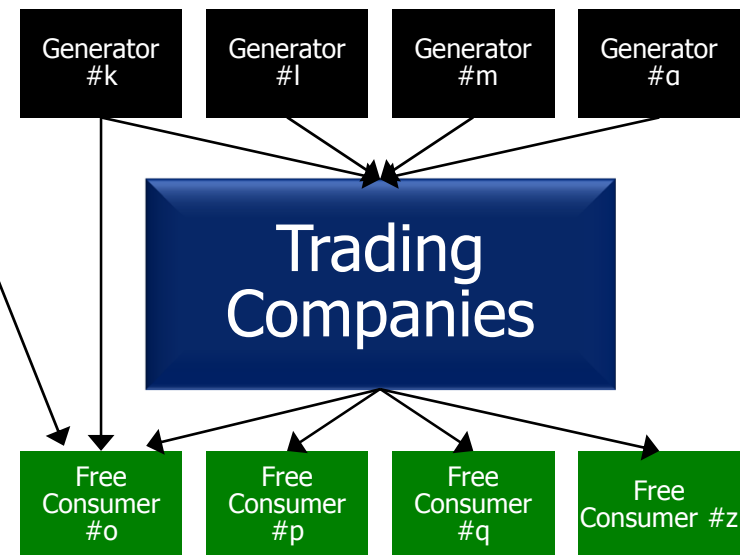 Generator
#k
Generator
#l
Generator
#m
Generator
#ɑ
Trading
Companies
Free
Consumer
#o
Free
Consumer
#p
Free
Consumer
#q
Free
Consumer #z